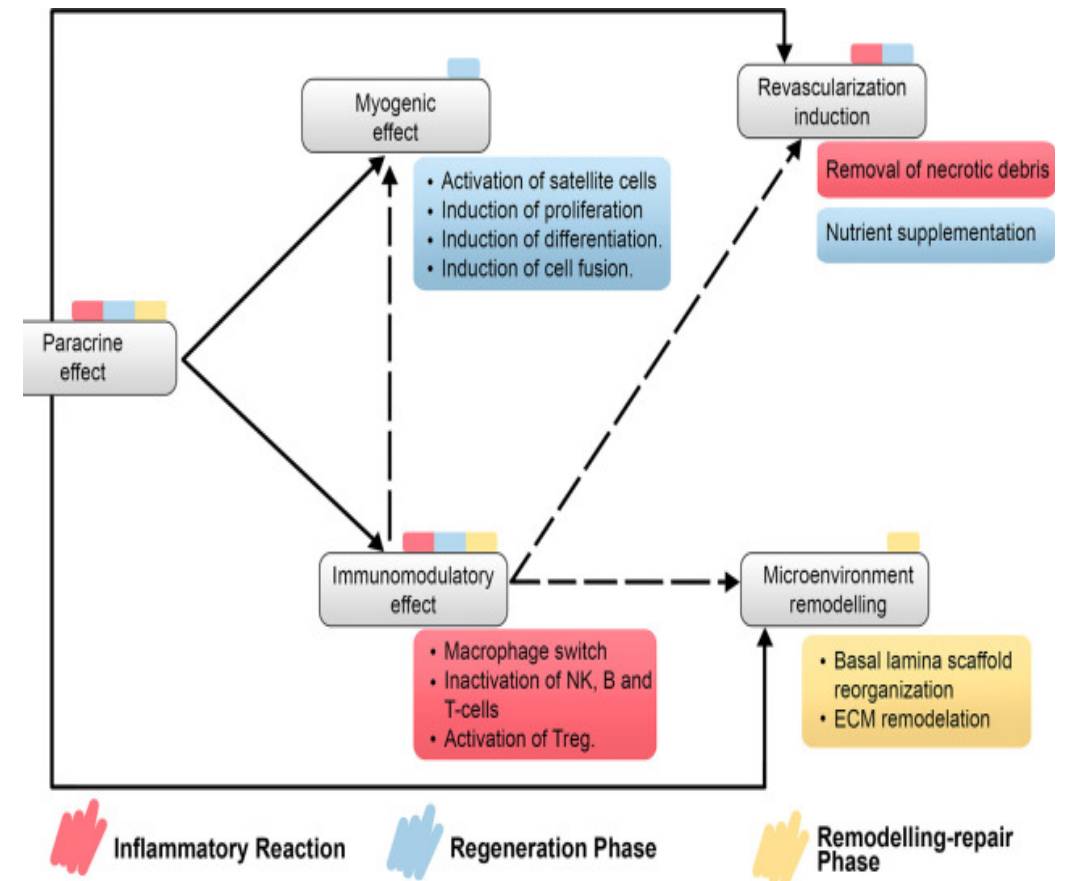 Myogenic
effect
• Activation of satellite cells
• Induction of proliferation
• Induction of differentiation.
• Induction of cell fusion.
Revascularization
induction
Removal of necrotic debris
Nutrient supplementation
Paracrine
effect
Immunomodulatory
effect
• Macrophage switch
• Inactivation of NK, B and
T-cells
• Activation of Treg.
Microenvironment
remodelling
• Basal lamina scaffold
reorganization
• ECM remodelation
Inflammatory Reaction
Regeneration Phase
Remodelling-repair
Phase